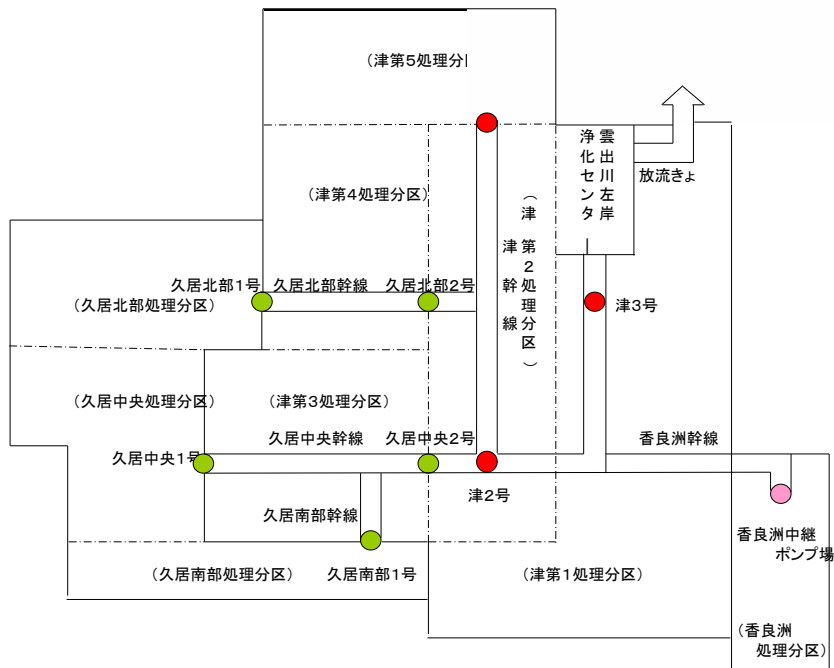 （津第５処理分区
雲出川左岸
浄化センタ｜
放流きょ
（津第４処理分区）
（津第２処理分区）
津幹線
久居北部１号
久居北部幹線
久居北部２号
（久居北部処理分区）
津３号
（久居中央処理分区）
（津第３処理分区）
久居中央幹線
久居中央２号
香良洲幹線
久居中央１号
津２号
久居南部幹線
香良洲中継
ポンプ場
（久居南部処理分区）
久居南部１号
（津第１処理分区）
（香良洲
処理分区）